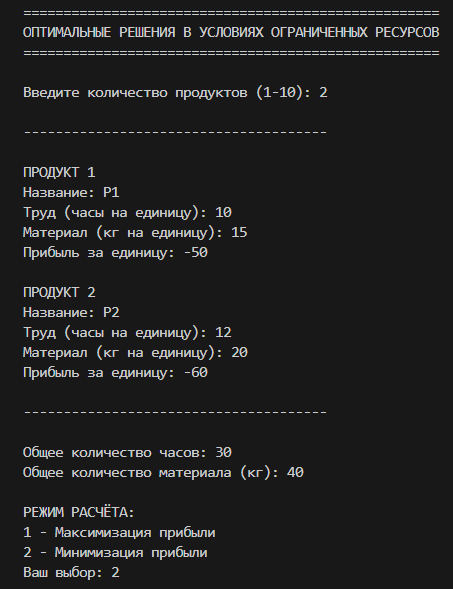 ====================================================
ОПТИМАЛЬНЫЕ РЕШЕНИЯ В УСЛОВИЯХ ОГРАНИЧЕННЫХ РЕСУРСОВ
====================================================
Введите количество продуктов (1-10): 2
--------------------------------------
ПРОДУКТ 1
Название: P1
Труд (часы на единицу): 10
Материал (кг на единицу): 15
Прибыль за единицу: -50
ПРОДУКТ 2
Название: P2
Труд (часы на единицу): 12
Материал (кг на единицу): 20
Прибыль за единицу: -60
--------------------------------------
Общее количество часов: 30
Общее количество материала (кг): 40
РЕЖИМ РАСЧЁТА:
1 - Максимизация прибыли
2 - Минимизация прибыли
Ваш выбор: 2